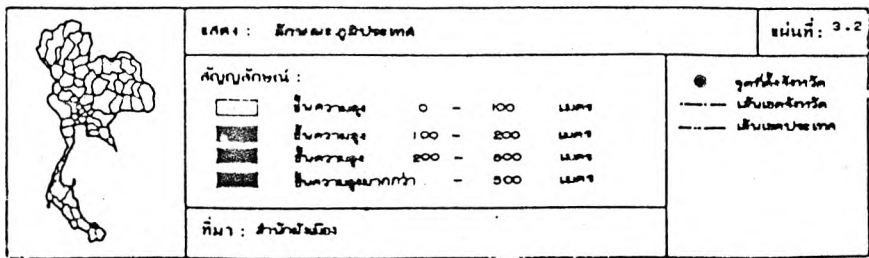 แสดง : ลักษณะภูมิประเทศ
แผ่นที่ : 3.2
สัญญลักษณ์ :
ชั้นความสูง 0 - 100 เมตร
ชั้นความสูง 100 - 200 เมตร
ชั้นความสูง 200 - 500 เมตร
ชั้นความสูงมากกว่า - 500 เมตร
จุดที่ตั้งจังหวัด
เส้นเขตจังหวัด
เส้นเขตประเทศ
ที่มา : สำนักผังเมือง